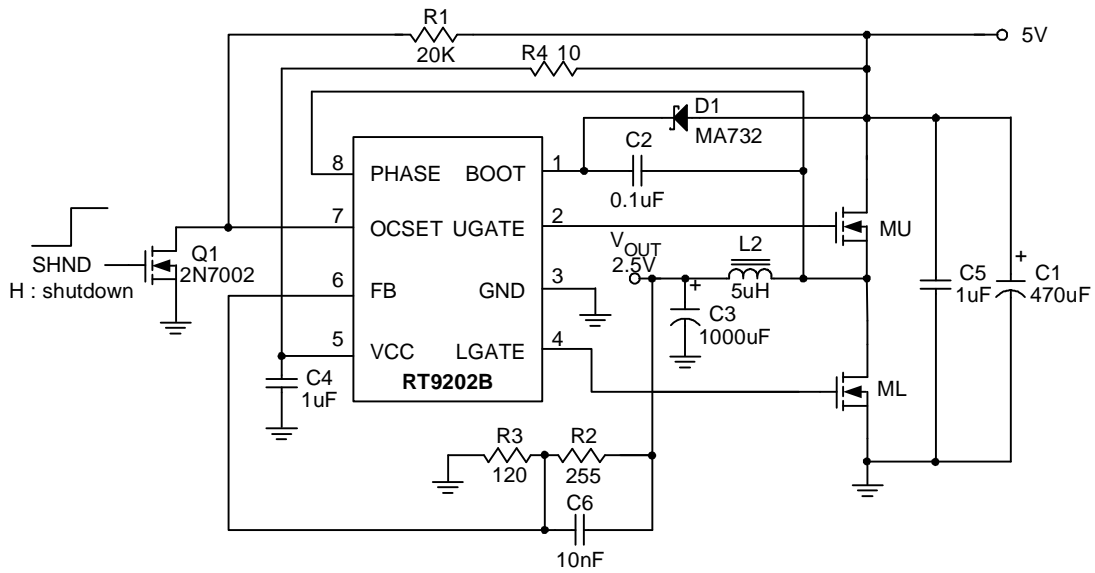 R1
20K
5V
R4 10
D1
MA732
C2
0.1uF
8
PHASE
BOOT
1
7
OCSET
UGATE
2
MU
SHND
H : shutdown
Q1
2N7002
VOUT
2.5V
L2
5uH
6
FB
GND
3
C3
1000uF
+
C5
1uF
+
C1
470uF
5
VCC
LGATE
4
RT9202B
C4
1uF
ML
R3
120
R2
255
C6
10nF